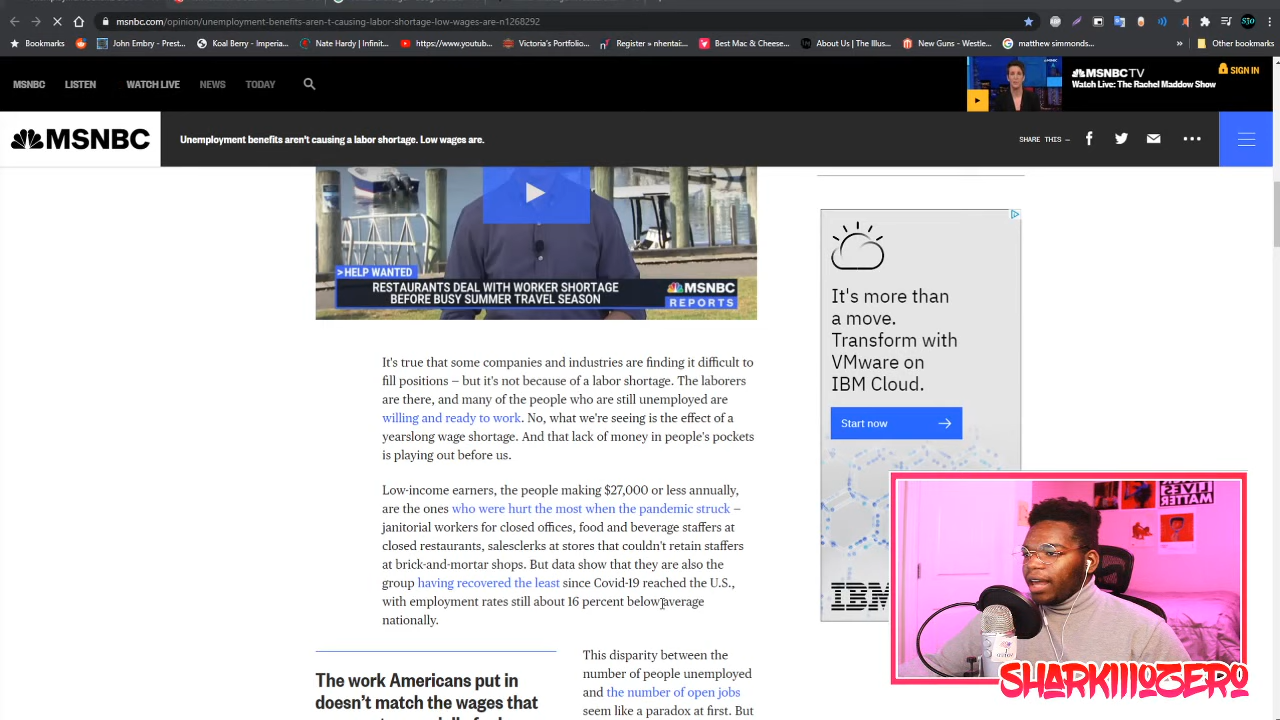 msnbc.com/opinion/unemployment-benefits-aren-t-causing-labor-shortage-low-wages-are-n1268292
Bookmarks
John Embry - Prest...
Koal Berry - Imperia...
Nate Hardy | Infinit...
https://www.youtub...
Victoria's Portfolio...
Register » nhentai:...
Best Mac & Cheese...
About Us | The Illus...
New Guns - Westlo...
matthew simmonds...
»
Other bookmarks
MSNBC
LISTEN
WATCH LIVE
NEWS
TODAY
MSNBC TV
Watch Live: The Rachel Maddow Show
SIGN IN
MSNBC
Unemployment benefits aren't causing a labor shortage. Low wages are.
SHARE THIS —
>HELP WANTED
RESTAURANTS DEAL WITH WORKER SHORTAGE
BEFORE BUSY SUMMER TRAVEL SEASON
MSNBC
REPORTS
It's true that some companies and industries are finding it difficult to
fill positions — but it's not because of a labor shortage. The laborers
are there, and many of the people who are still unemployed are
willing and ready to work. No, what we're seeing is the effect of a
yearslong wage shortage. And that lack of money in people's pockets
is playing out before us.
Low-income earners, the people making $27,000 or less annually,
are the ones who were hurt the most when the pandemic struck —
janitorial workers for closed offices, food and beverage staffers at
closed restaurants, salesclerks at stores that couldn't retain staffers
at brick-and-mortar shops. But data show that they are also the
group having recovered the least since Covid-19 reached the U.S.,
with employment rates still about 16 percent below average
nationally.
The work Americans put in
doesn't match the wages that
This disparity between the
number of people unemployed
and the number of open jobs
seem like a paradox at first. But
It's more than
a move.
Transform with
VMware on
IBM Cloud.
Start now
IBM
LIVES
MATTER
SHARK111OZERO